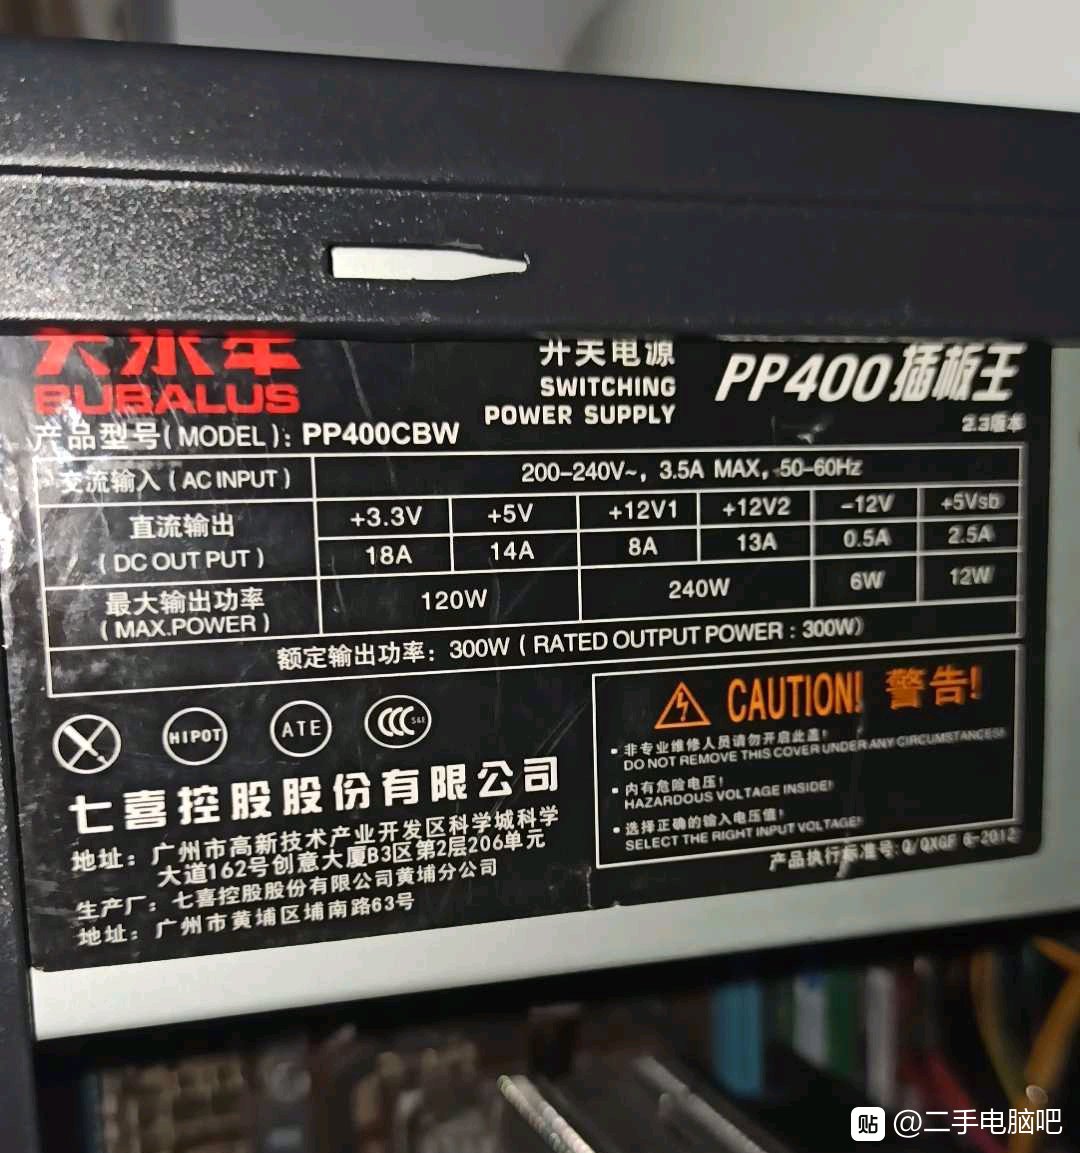 大水牛
BUBALUS
开关电源
SWITCHING
POWER SUPPLY
PP400插板王
2.3版本
产品型号(MODEL): PP400CBW
交流输入(AC INPUT) 200-240V~, 3.5A MAX, 50-60Hz
直流输出
(DC OUT PUT)
+3.3V +5V +12V1 +12V2 -12V +5Vsb
18A 14A 8A 13A 0.5A 2.5A
最大输出功率
(MAX.POWER)
120W 240W 6W 12W
额定输出功率: 300W(RATED OUTPUT POWER : 300W)
HIPOT
ATE
CCC S&E
七喜控股股份有限公司
地址: 广州市高新技术产业开发区科学城科学
大道162号创意大厦B3区第2层206单元
生产厂: 七喜控股股份有限公司黄埔分公司
地址: 广州市黄埔区埔南路63号
CAUTION! 警告!
·非专业维修人员请勿开启此盖!
DO NOT REMOVE THIS COVER UNDER ANY CIRCUMSTANCES!
·内有危险电压!
HAZARDOUS VOLTAGE INSIDE!
·选择正确的输入电压值!
SELECT THE RIGHT INPUT VOLTAGE!
产品执行标准号:Q/QXGF 6-2012
贴 @二手电脑吧